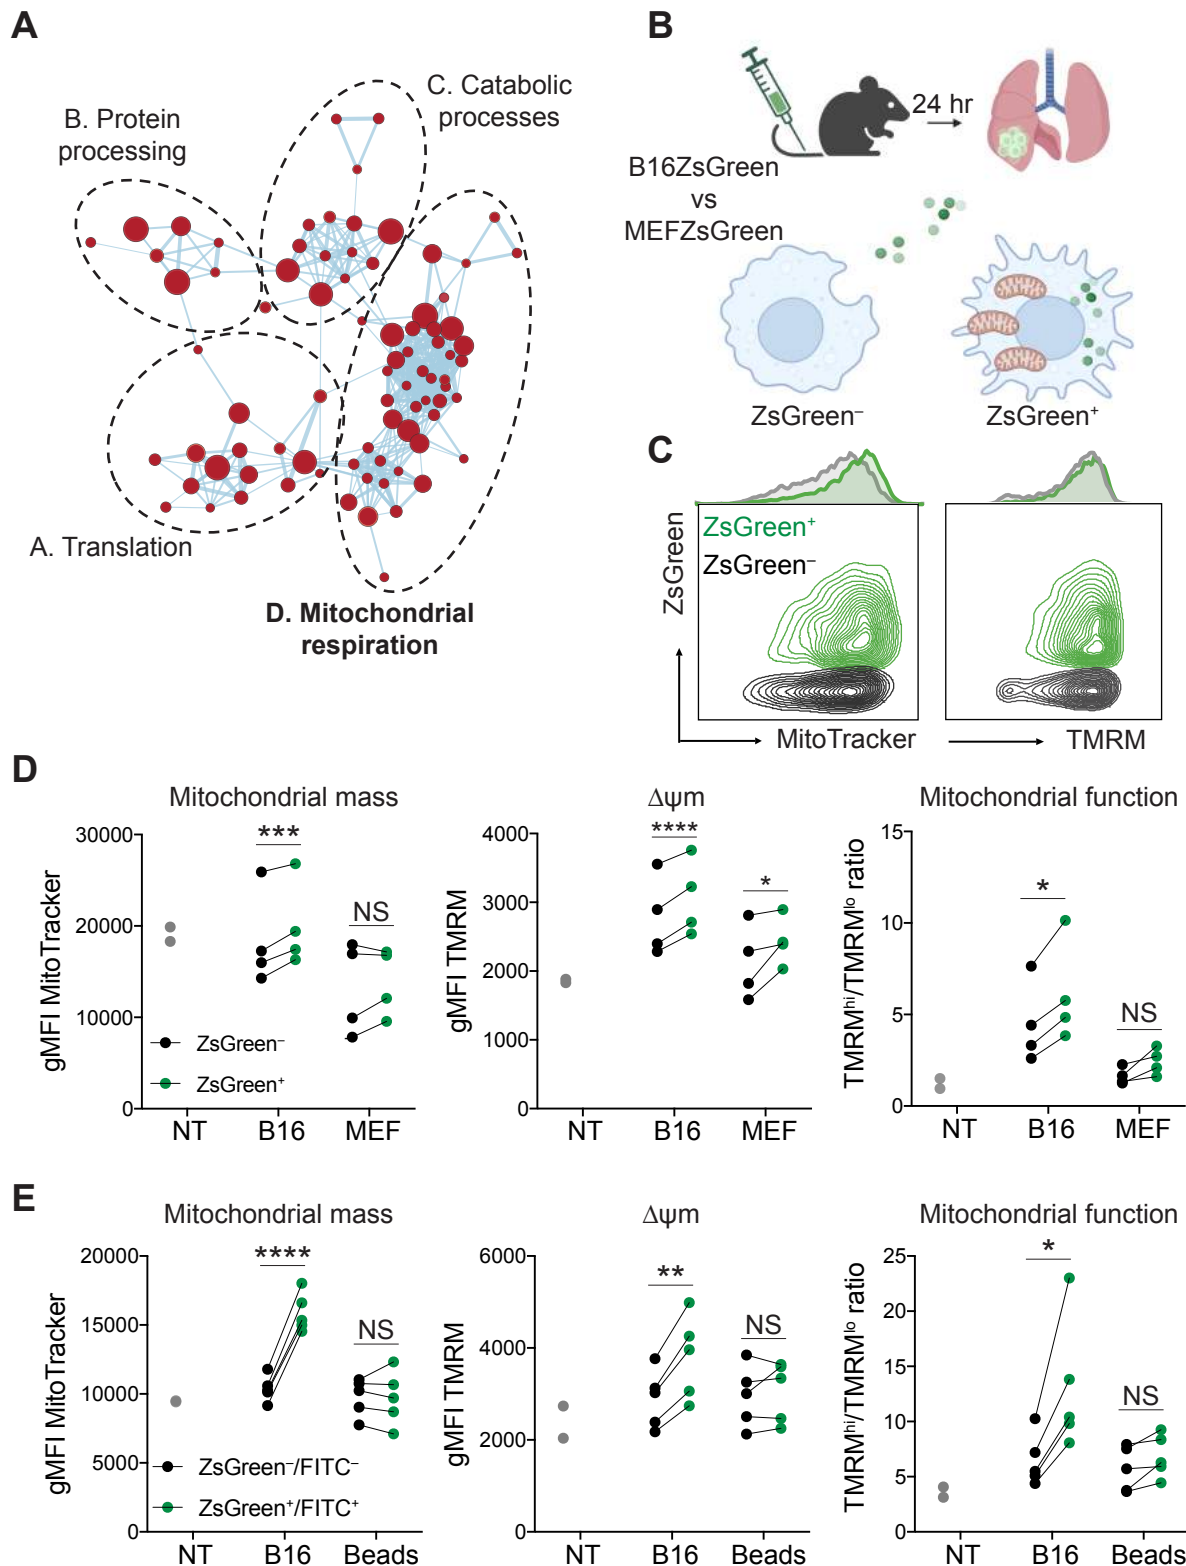 A
B. Protein
processing
C. Catabolic
processes
A. Translation
D. Mitochondrial
respiration
B
24 hr
B16ZsGreen
vs
MEFZsGreen
ZsGreen⁻
ZsGreen⁺
C
ZsGreen
ZsGreen⁺
ZsGreen⁻
MitoTracker
TMRM
D
Mitochondrial mass
gMFI MitoTracker
30000
20000
10000
0
***
NS
ZsGreen⁻
ZsGreen⁺
NT
B16
MEF
Δψm
gMFI TMRM
4000
3000
2000
1000
0
****
*
NT
B16
MEF
Mitochondrial function
TMRMʰⁱ/TMRMˡᵒ ratio
15
10
5
0
*
NS
NT
B16
MEF
E
Mitochondrial mass
gMFI MitoTracker
20000
15000
10000
5000
0
****
NS
ZsGreen⁻/FITC⁻
ZsGreen⁺/FITC⁺
NT
B16
Beads
Δψm
gMFI TMRM
6000
4000
2000
0
**
NS
NT
B16
Beads
Mitochondrial function
TMRMʰⁱ/TMRMˡᵒ ratio
25
20
15
10
5
0
*
NS
NT
B16
Beads